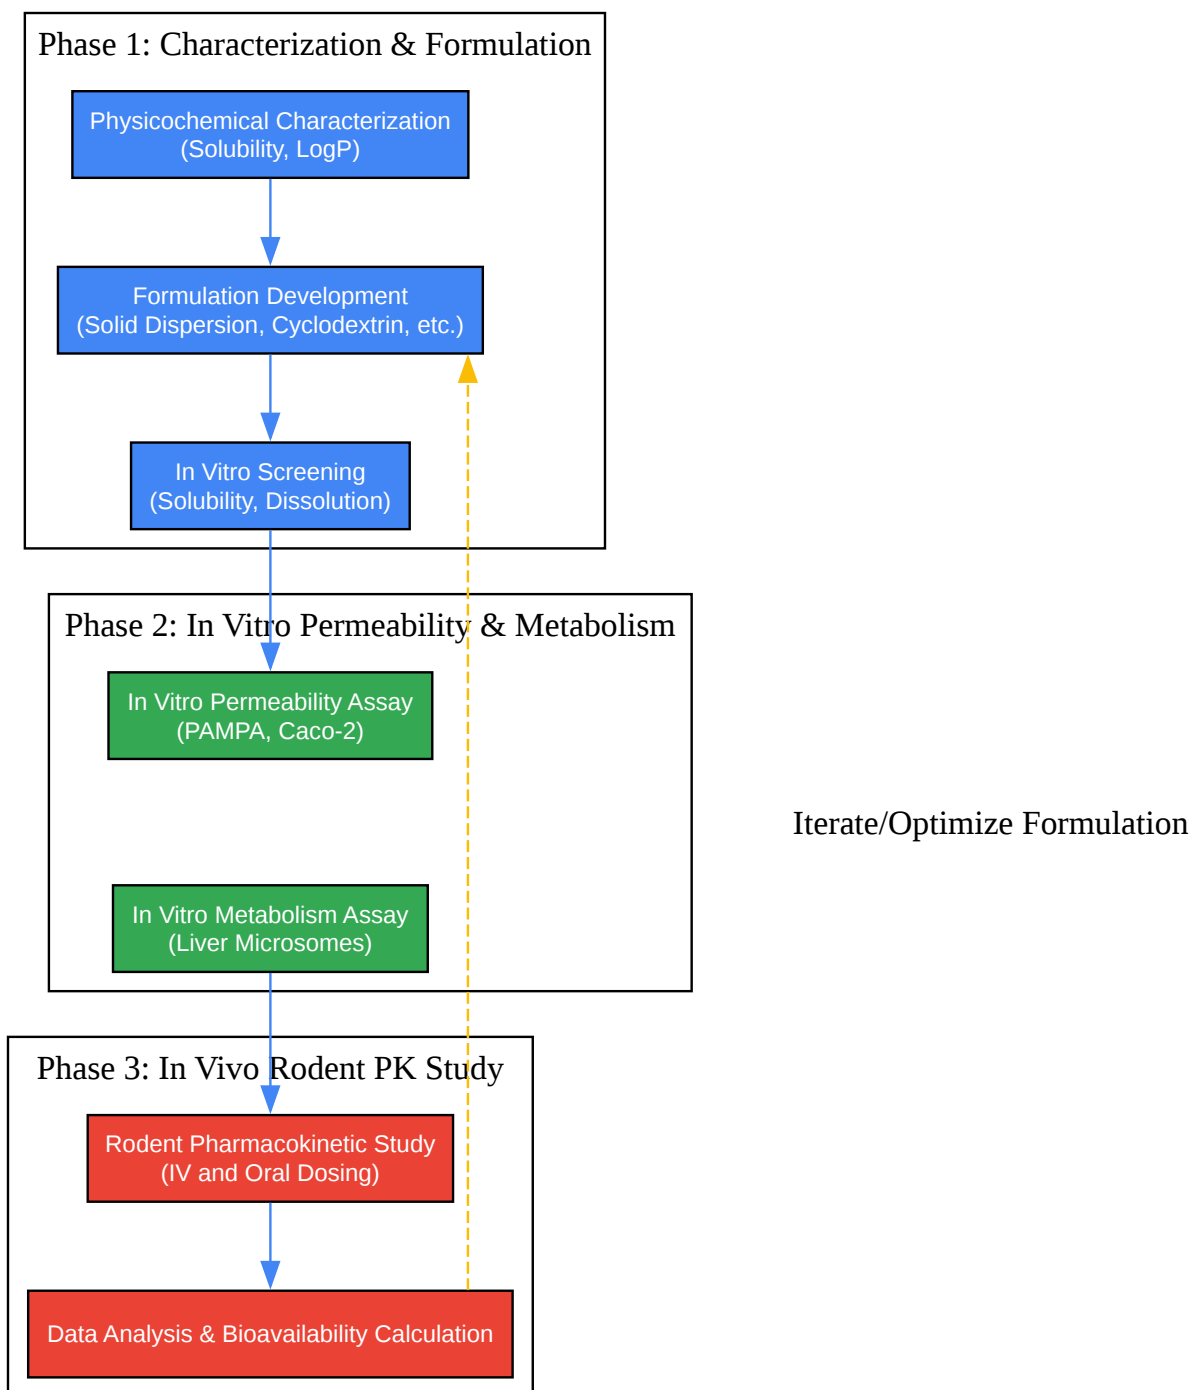 Phase 1: Characterization & Formulation
Physicochemical Characterization
(Solubility, LogP)
Formulation Development
(Solid Dispersion, Cyclodextrin, etc.)
In Vitro Screening
(Solubility, Dissolution)
Phase 2: In Vitro Permeability & Metabolism
In Vitro Permeability Assay
(PAMPA, Caco-2)
Iterate/Optimize Formulation
In Vitro Metabolism Assay
(Liver Microsomes)
Phase 3: In Vivo Rodent PK Study
Rodent Pharmacokinetic Study
(IV and Oral Dosing)
Data Analysis & Bioavailability Calculation